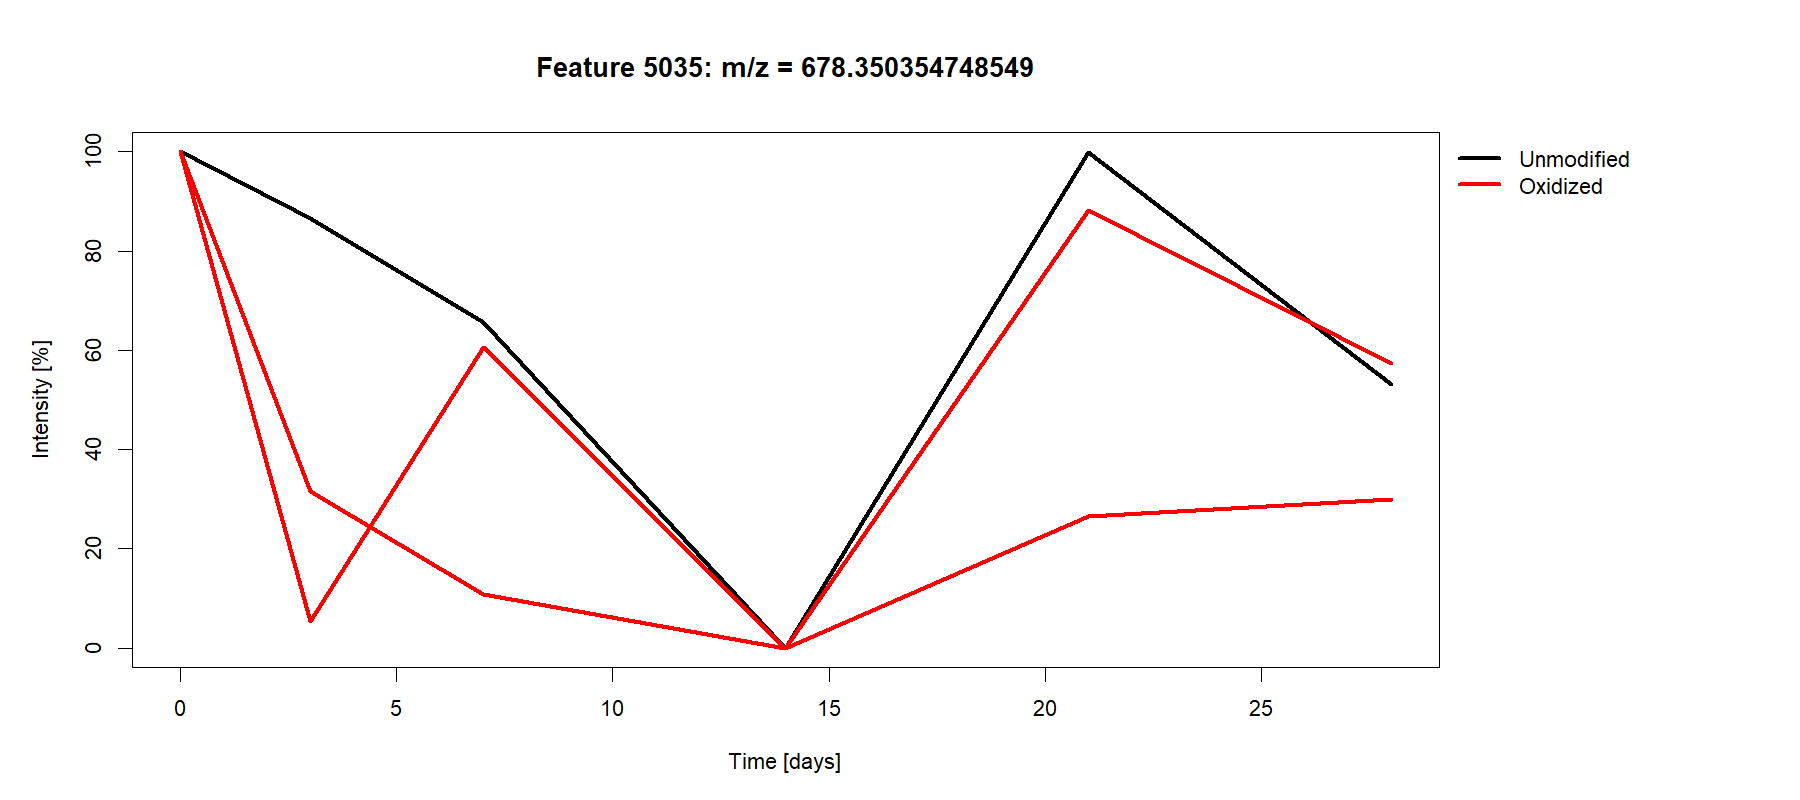 Feature 5035: m/z = 678.350354748549
Unmodified
Oxidized
Intensity [%]
100
80
60
40
20
0
0 5 10 15 20 25
Time [days]